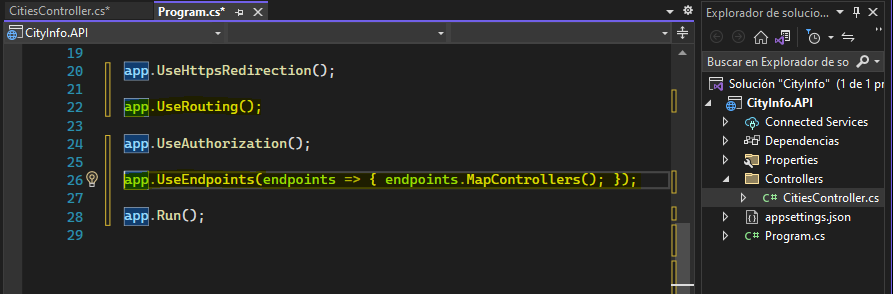 CitiesController.cs*
Program.cs*
CityInfo.API
19
20 app.UseHttpsRedirection();
21
22 app.UseRouting();
23
24 app.UseAuthorization();
25
26 app.UseEndpoints(endpoints => { endpoints.MapControllers(); });
27
28 app.Run();
29
Explorador de solucio...
Buscar en Explorador de so
Solución "CityInfo" (1 de 1 pr
CityInfo.API
Connected Services
Dependencias
Properties
Controllers
C# CitiesController.cs
appsettings.json
C# Program.cs